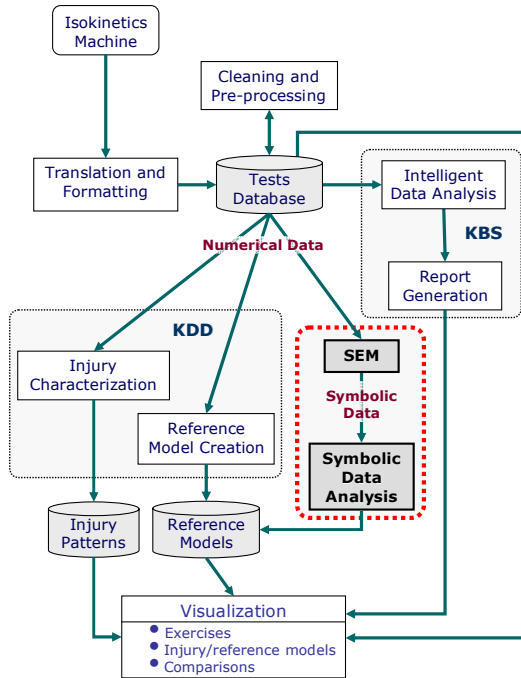 Isokinetics
Machine
Cleaning and
Pre-processing
Translation and
Formatting
Tests
Database
Intelligent
Data Analysis
KBS
Numerical Data
Report
Generation
KDD
Injury
Characterization
SEM
Symbolic
Data
Reference
Model Creation
Symbolic
Data
Analysis
Injury
Patterns
Reference
Models
Visualization
• Exercises
• Injury/reference models
• Comparisons